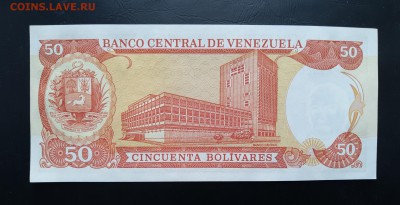 COINS.LAVE.RU
BANCO CENTRAL DE VENEZUELA
50 50
50 50
CINCUENTA BOLIVARES